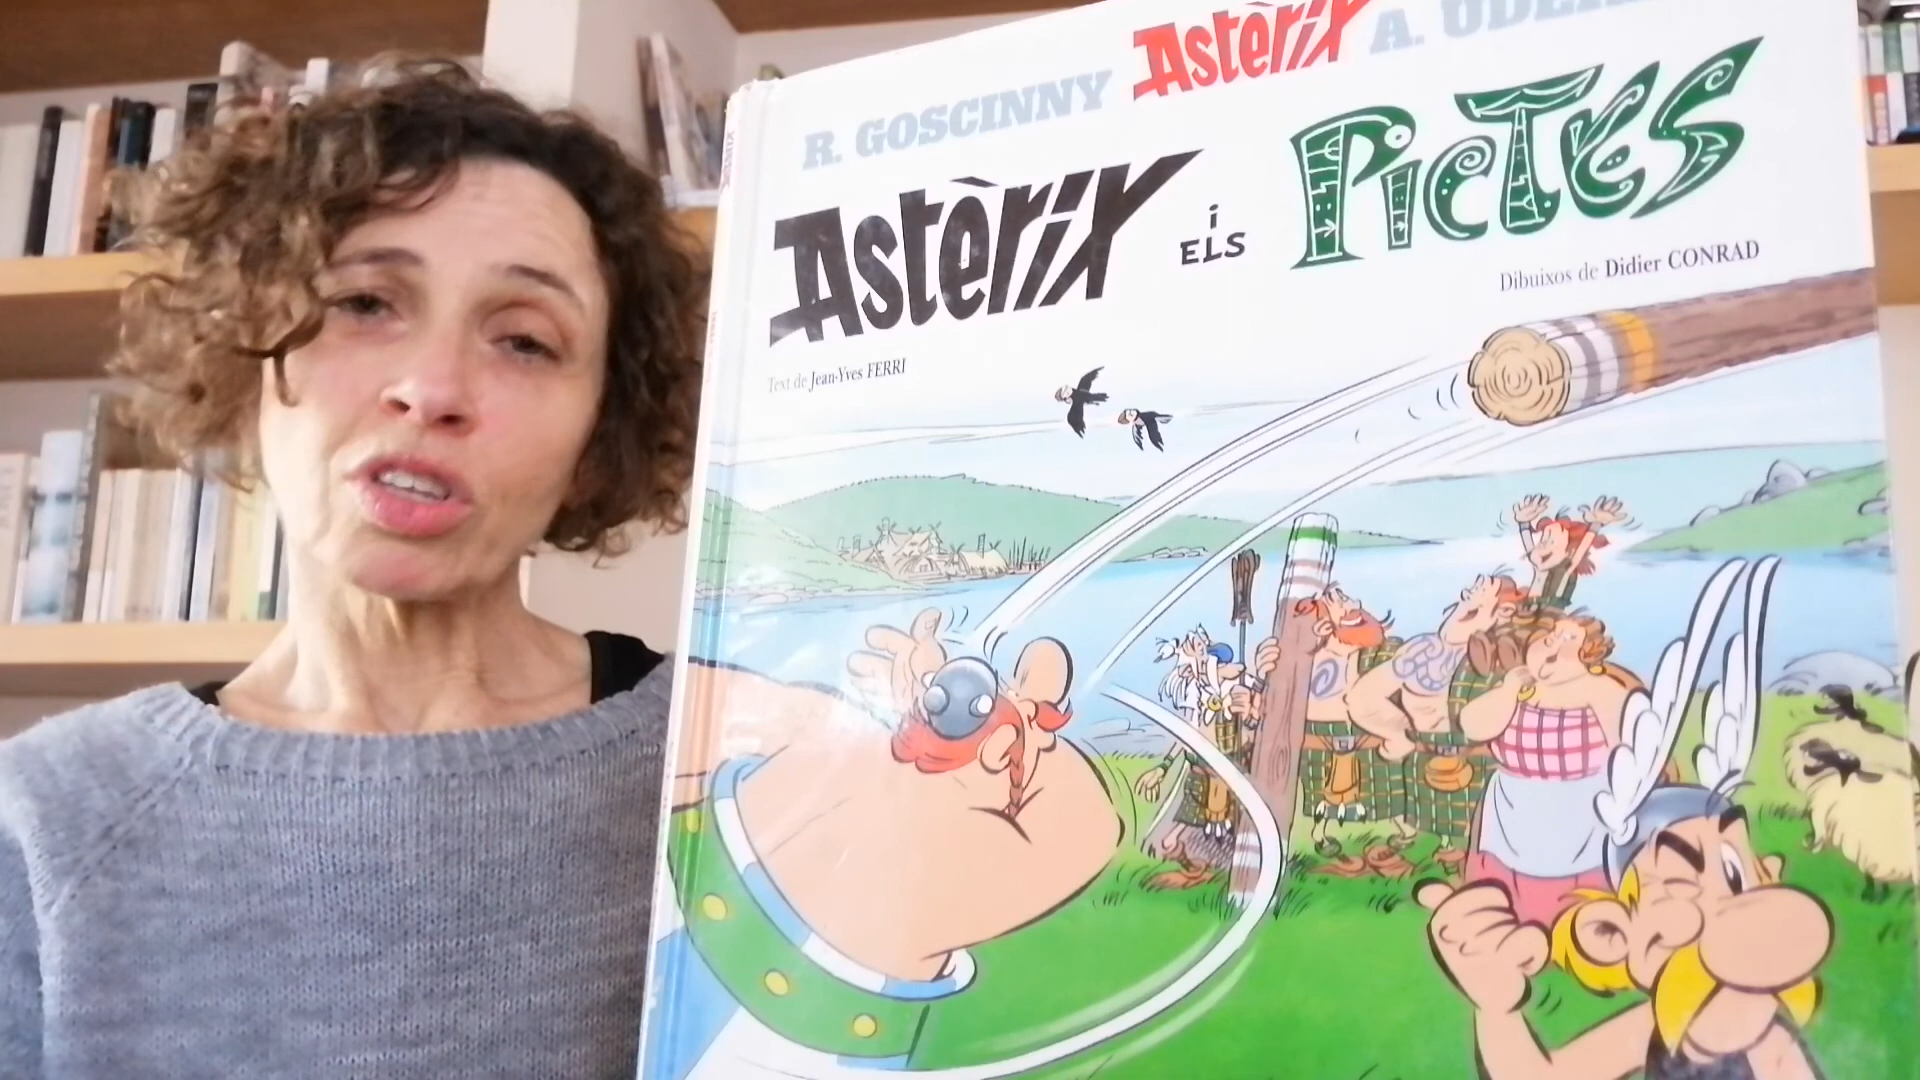 R. GOSCINNY Astèrix A.
Astèrix
i
ELS
PICTES
Dibuixos de Didier CONRAD
Text de Jean-Yves FERRI